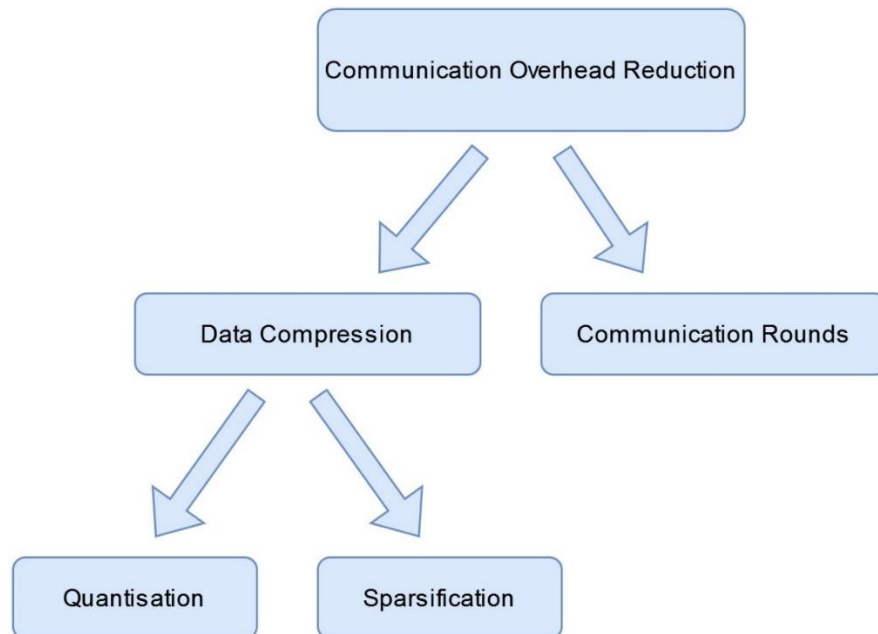 Communication Overhead Reduction
Data Compression
Communication Rounds
Quantisation
Sparsification